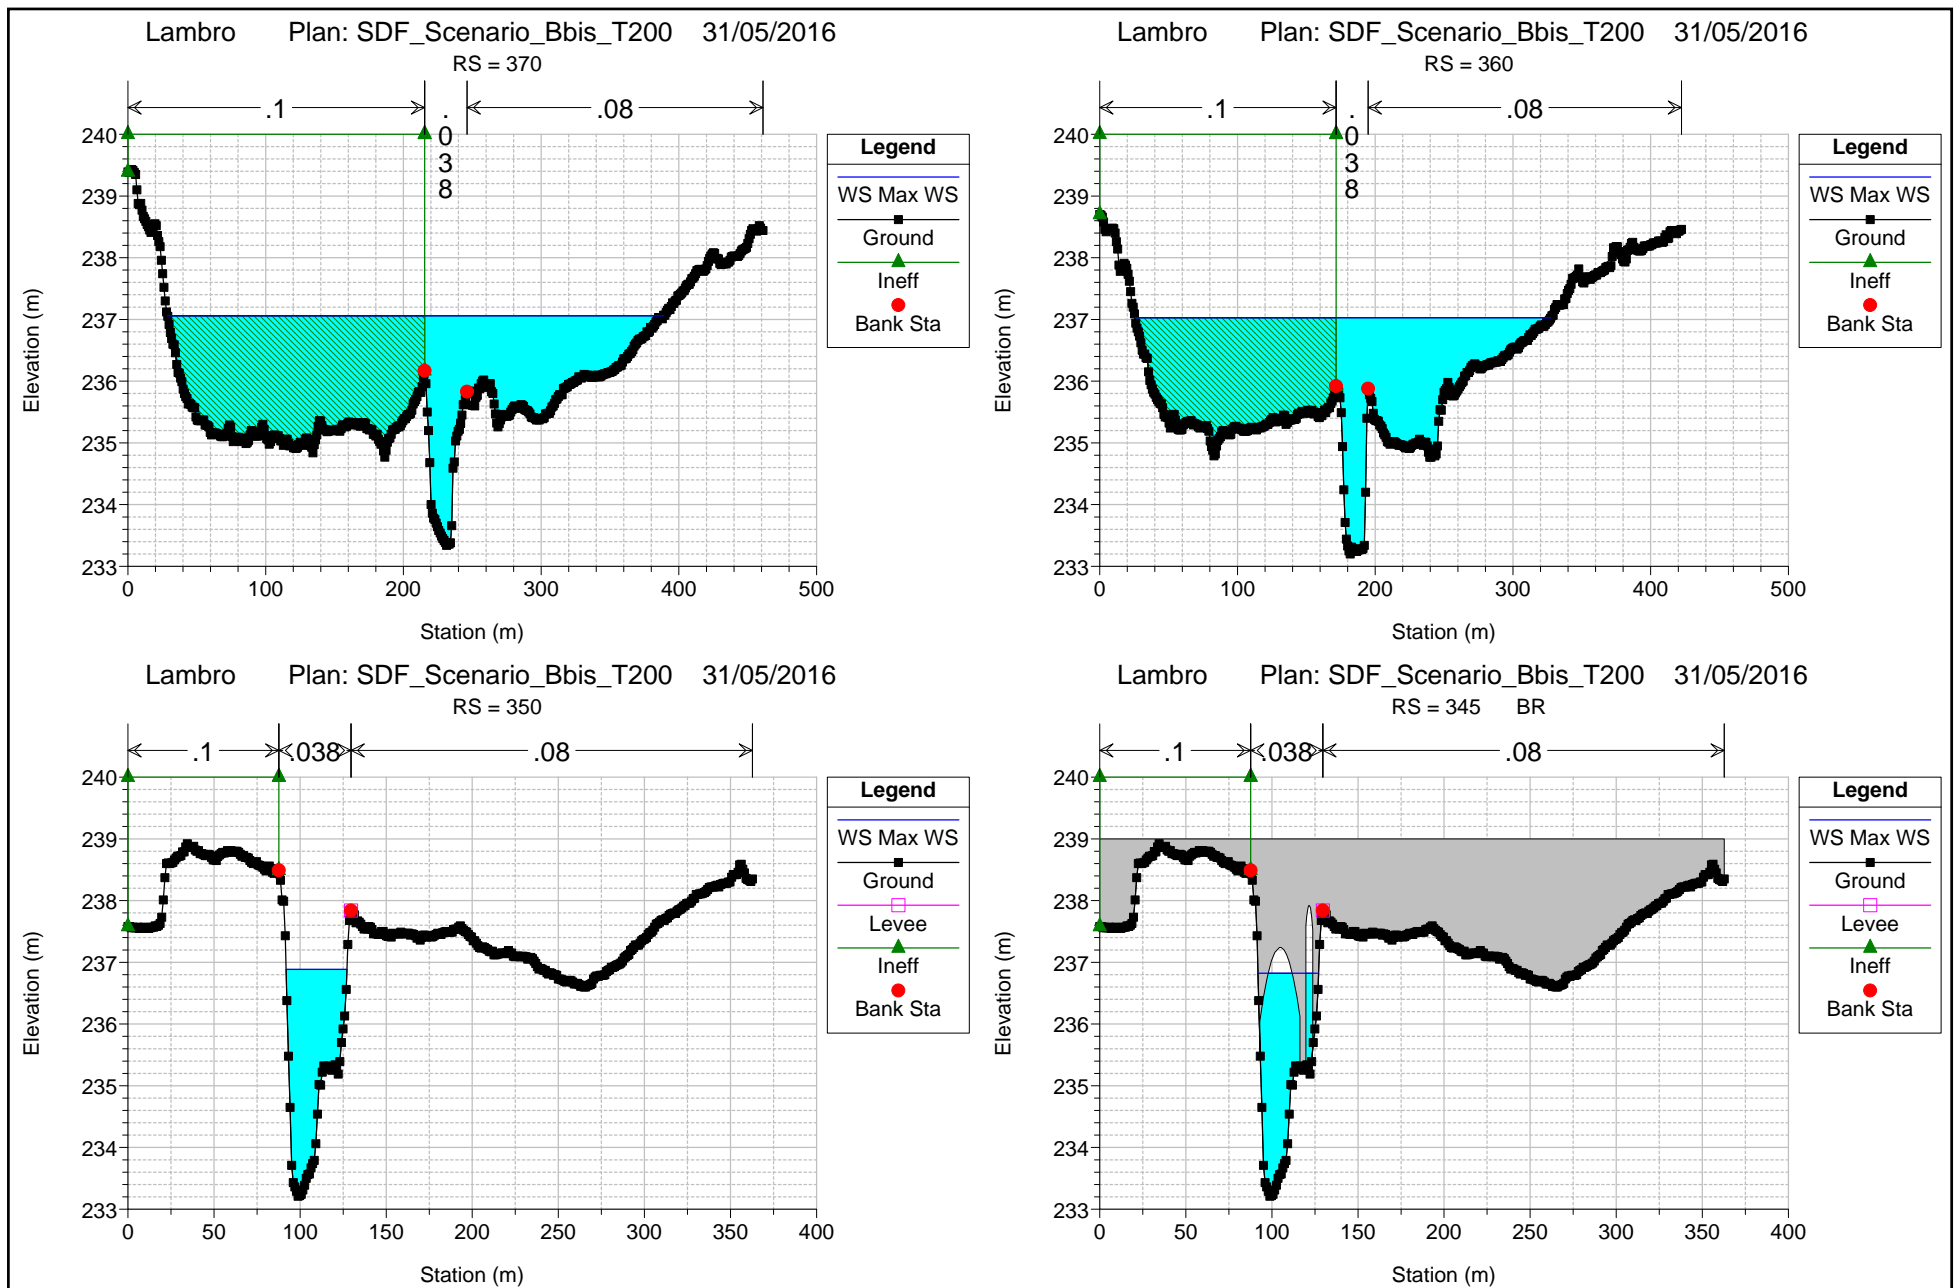 Lambro Plan: SDF_Scenario_Bbis_T200 31/05/2016
RS = 370
.1 .038 .08
Elevation (m)
240
239
238
237
236
235
234
233
0 100 200 300 400 500
Station (m)
Legend
WS Max WS
Ground
Ineff
Bank Sta
Lambro Plan: SDF_Scenario_Bbis_T200 31/05/2016
RS = 360
.1 .038 .08
Elevation (m)
240
239
238
237
236
235
234
233
0 100 200 300 400 500
Station (m)
Legend
WS Max WS
Ground
Ineff
Bank Sta
Lambro Plan: SDF_Scenario_Bbis_T200 31/05/2016
RS = 350
.1 .038 .08
Elevation (m)
240
239
238
237
236
235
234
233
0 50 100 150 200 250 300 350 400
Station (m)
Legend
WS Max WS
Ground
Levee
Ineff
Bank Sta
Lambro Plan: SDF_Scenario_Bbis_T200 31/05/2016
RS = 345 BR
.1 .038 .08
Elevation (m)
240
239
238
237
236
235
234
233
0 50 100 150 200 250 300 350 400
Station (m)
Legend
WS Max WS
Ground
Levee
Ineff
Bank Sta